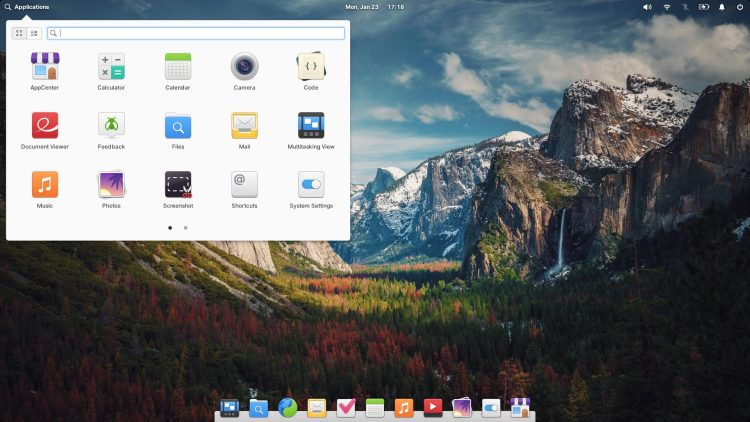 Applications
Mon, Jan 23 17:18
AppCenter
Calculator
Calendar
Camera
Code
Document Viewer
Feedback
Files
Mail
Multitasking View
Music
Photos
Screenshot
Shortcuts
System Settings